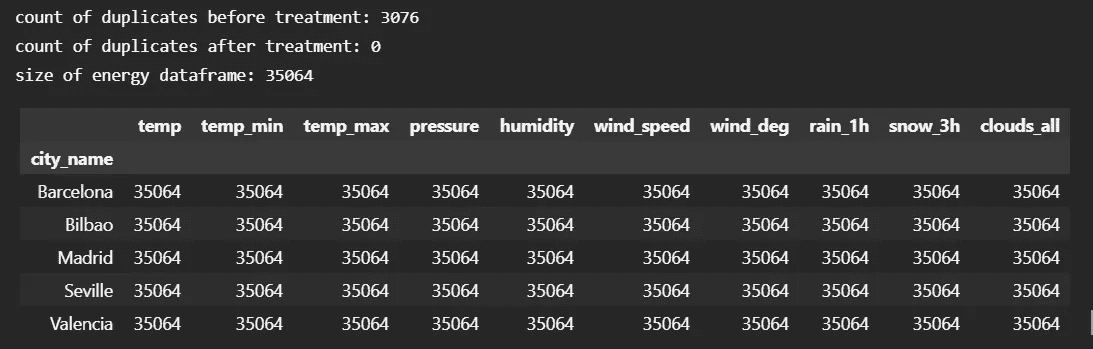 count of duplicates before treatment: 3076
count of duplicates after treatment: 0
size of energy dataframe: 35064
temp temp_min temp_max pressure humidity wind_speed wind_deg rain_1h snow_3h clouds_all
city_name
Barcelona 35064 35064 35064 35064 35064 35064 35064 35064 35064 35064
Bilbao 35064 35064 35064 35064 35064 35064 35064 35064 35064 35064
Madrid 35064 35064 35064 35064 35064 35064 35064 35064 35064 35064
Seville 35064 35064 35064 35064 35064 35064 35064 35064 35064 35064
Valencia 35064 35064 35064 35064 35064 35064 35064 35064 35064 35064